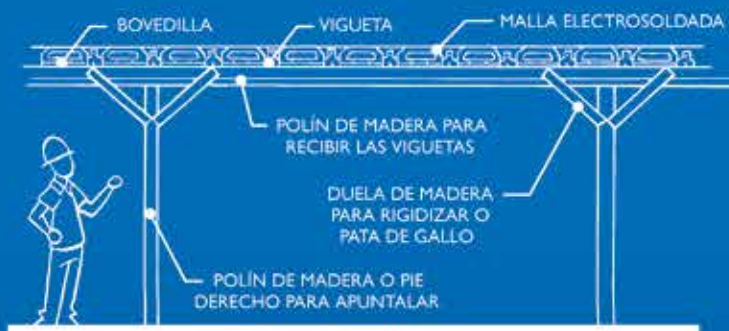 BOVEDILLA
VIGUETA
MALLA ELECTROSOLDADA
POLÍN DE MADERA PARA
RECIBIR LAS VIGUETAS
DUELA DE MADERA
PARA RIGIDIZAR O
PATA DE GALLO
POLÍN DE MADERA O PIE
DERECHO PARA APUNTALAR